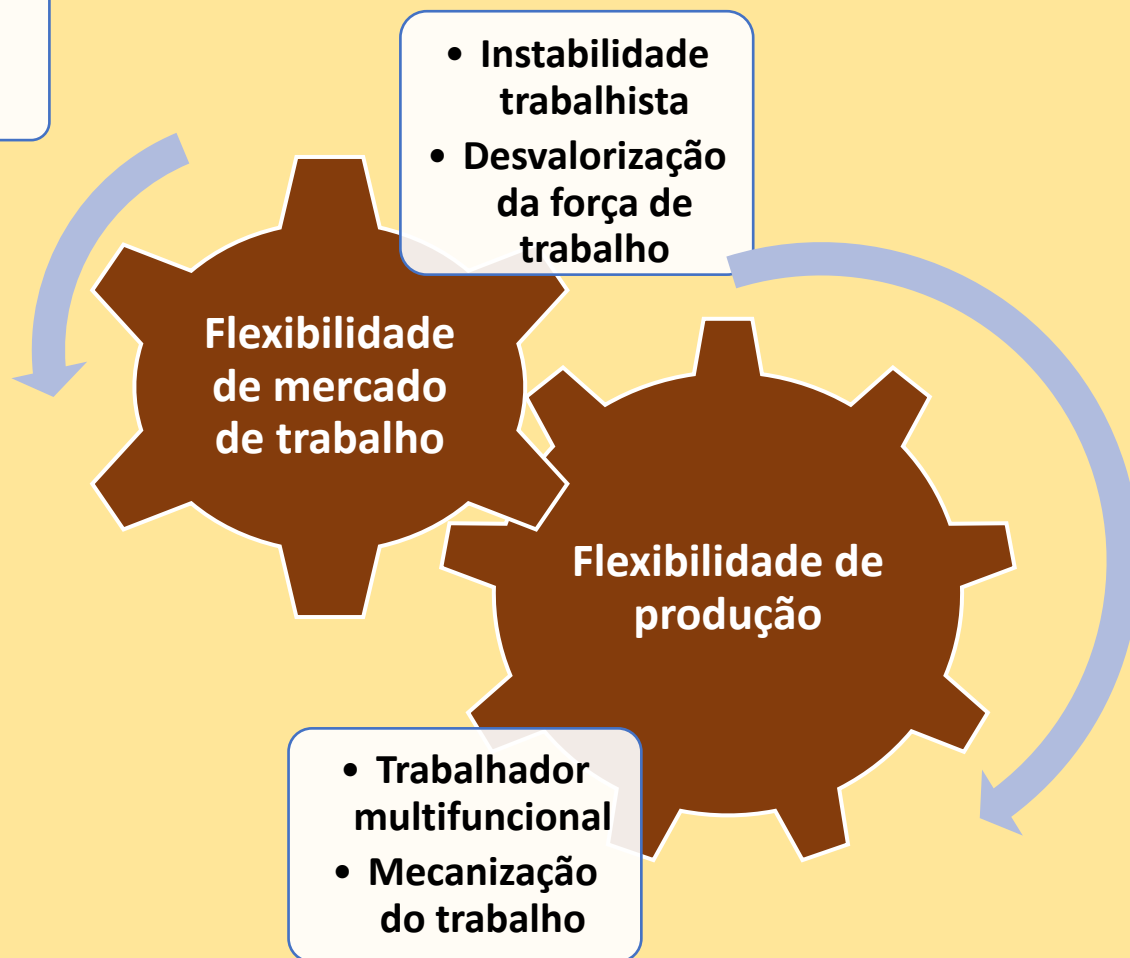 • Instabilidade
trabalhista
• Desvalorização
da força de
trabalho
Flexibilidade
de mercado
de trabalho
Flexibilidade de
produção
• Trabalhador
multifuncional
• Mecanização
do trabalho